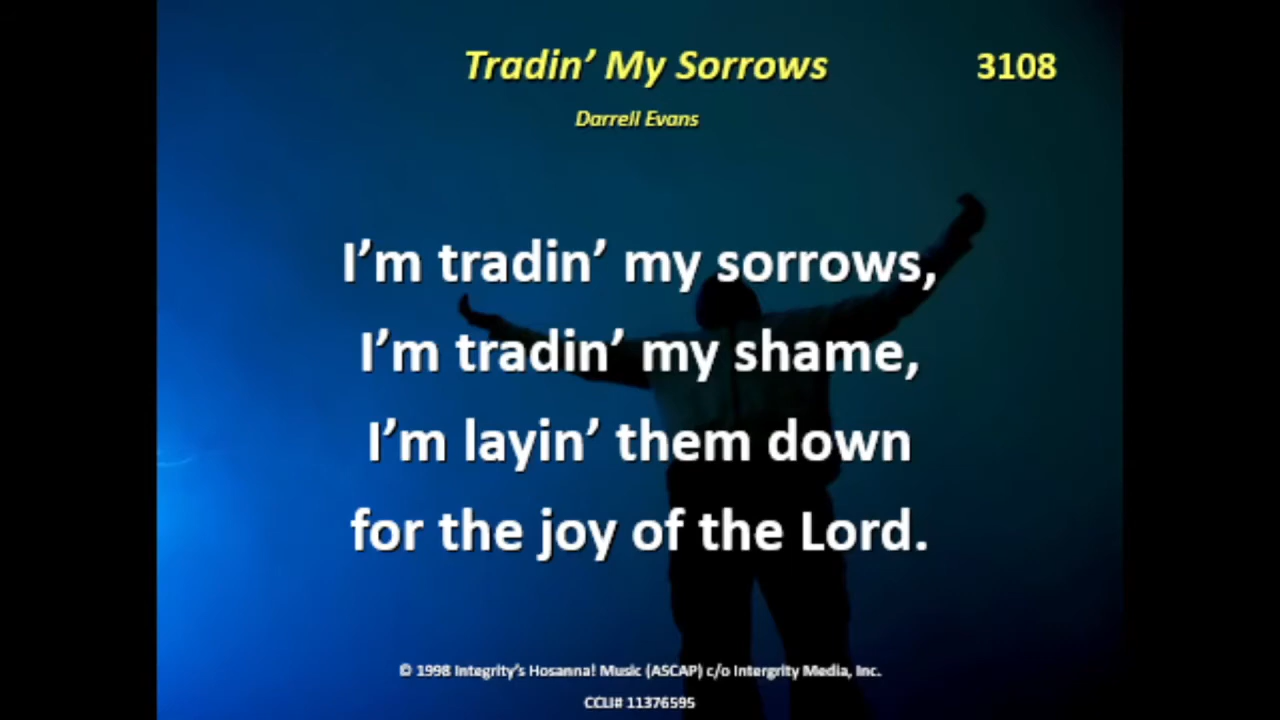 Tradin’ My Sorrows 3108
Darrell Evans
I’m tradin’ my sorrows,
I’m tradin’ my shame,
I’m layin’ them down
for the joy of the Lord.
© 1998 Integrity’s Hosanna! Music (ASCAP) c/o Intergrity Media, Inc.
CCLI# 11376595